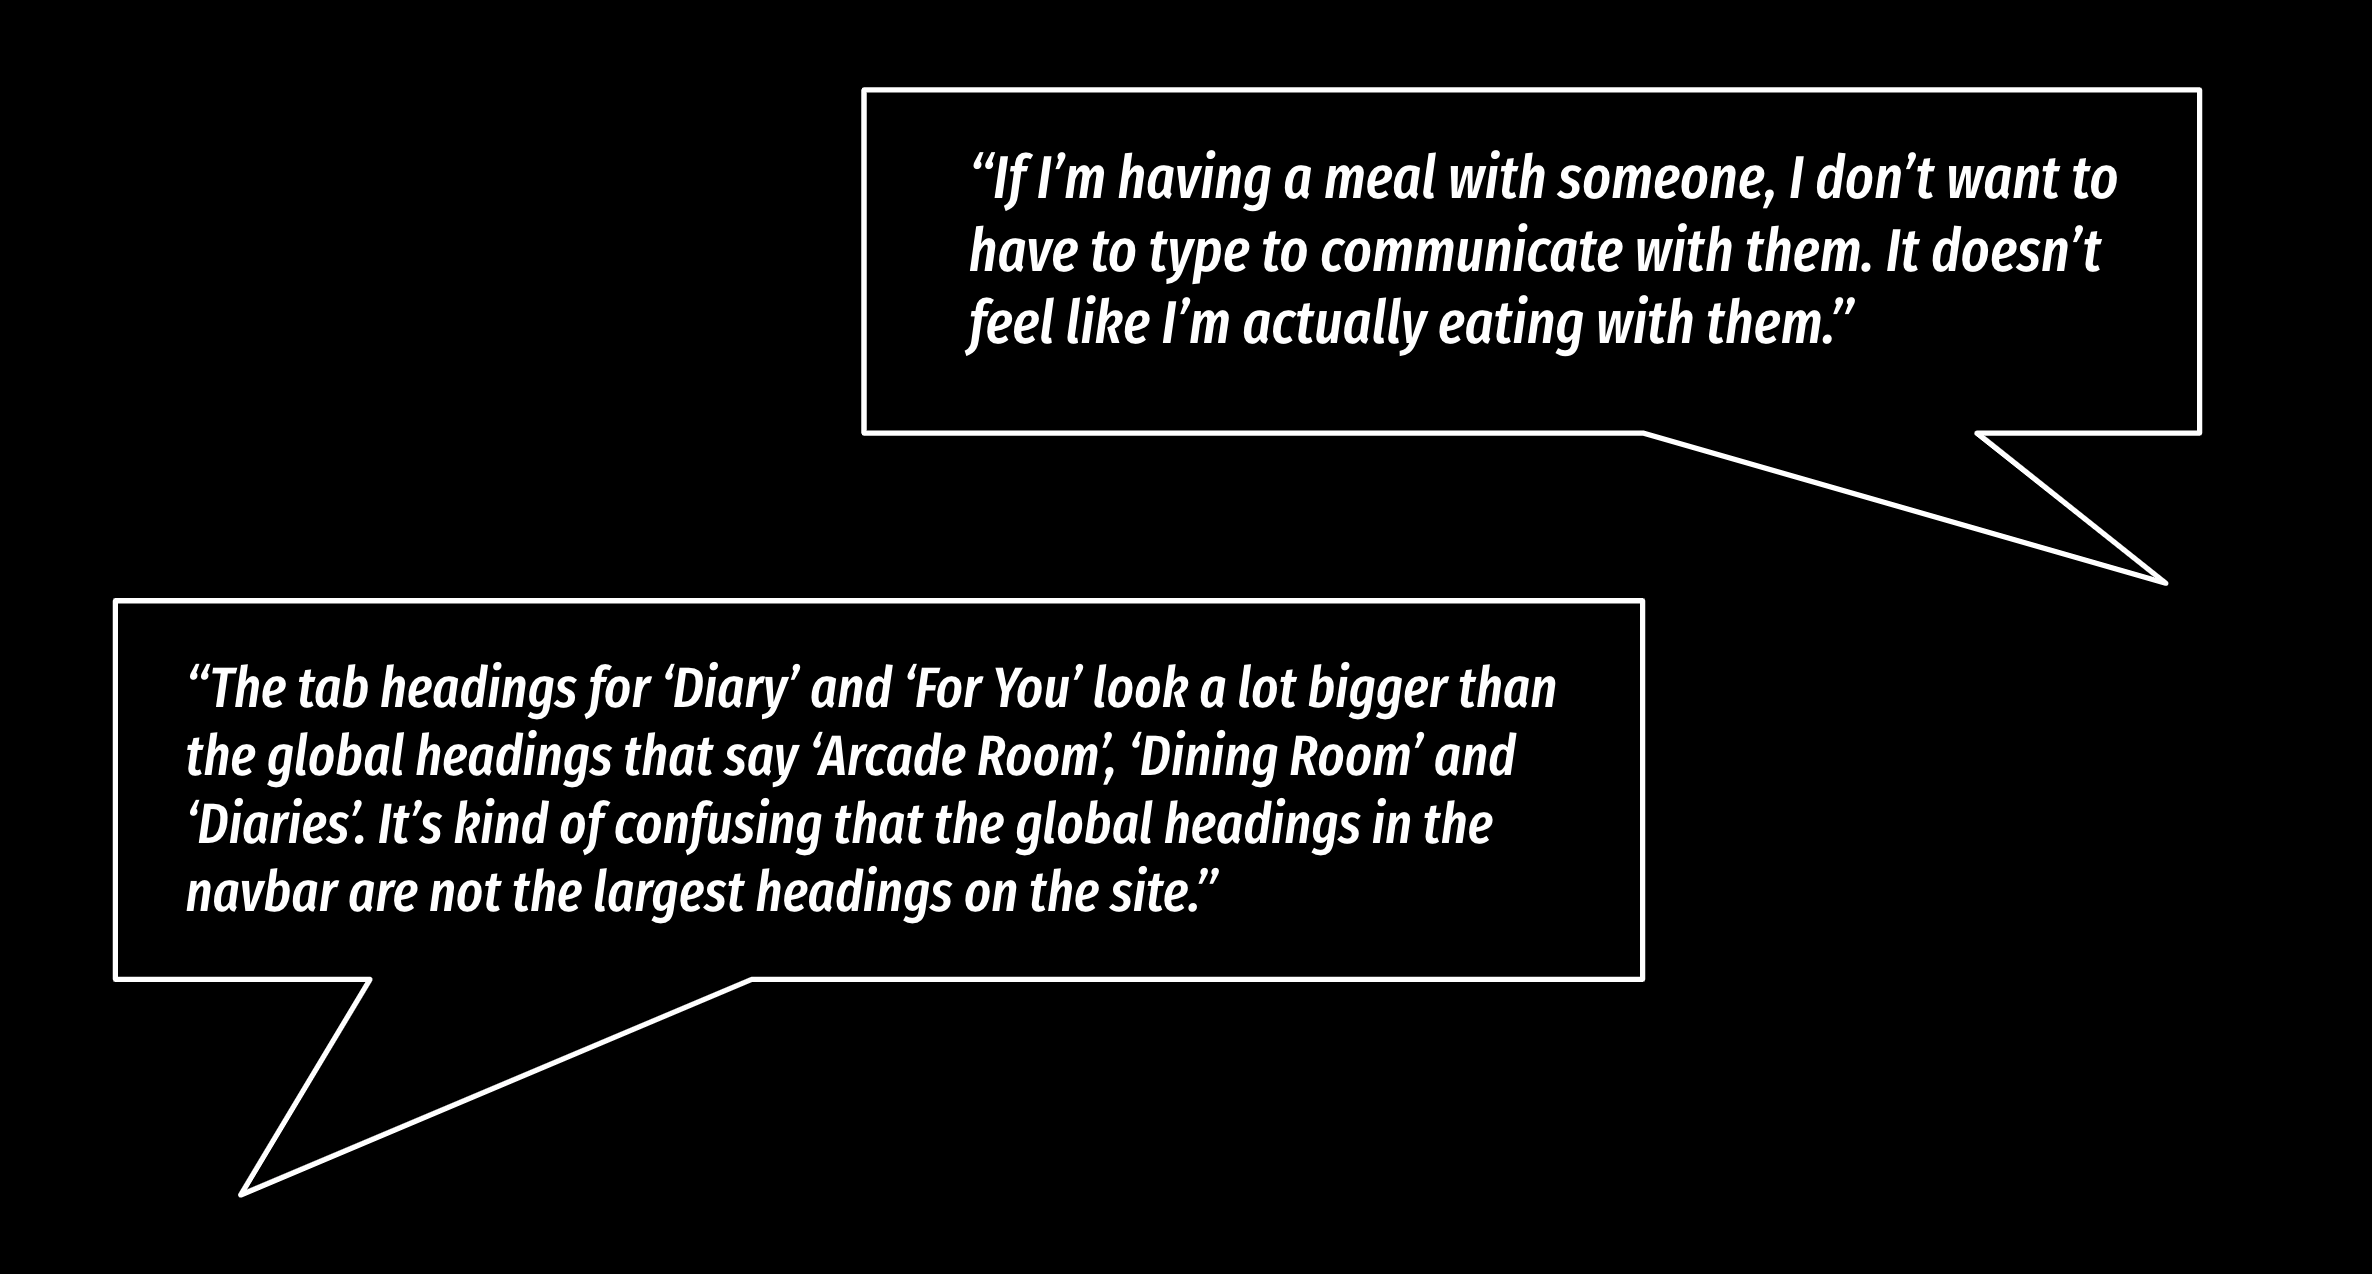 “If I’m having a meal with someone, I don’t want to
have to type to communicate with them. It doesn’t
feel like I’m actually eating with them.”
“The tab headings for ‘Diary’ and ‘For You’ look a lot bigger than
the global headings that say ‘Arcade Room’, ‘Dining Room’ and
‘Diaries’. It’s kind of confusing that the global headings in the
navbar are not the largest headings on the site.”